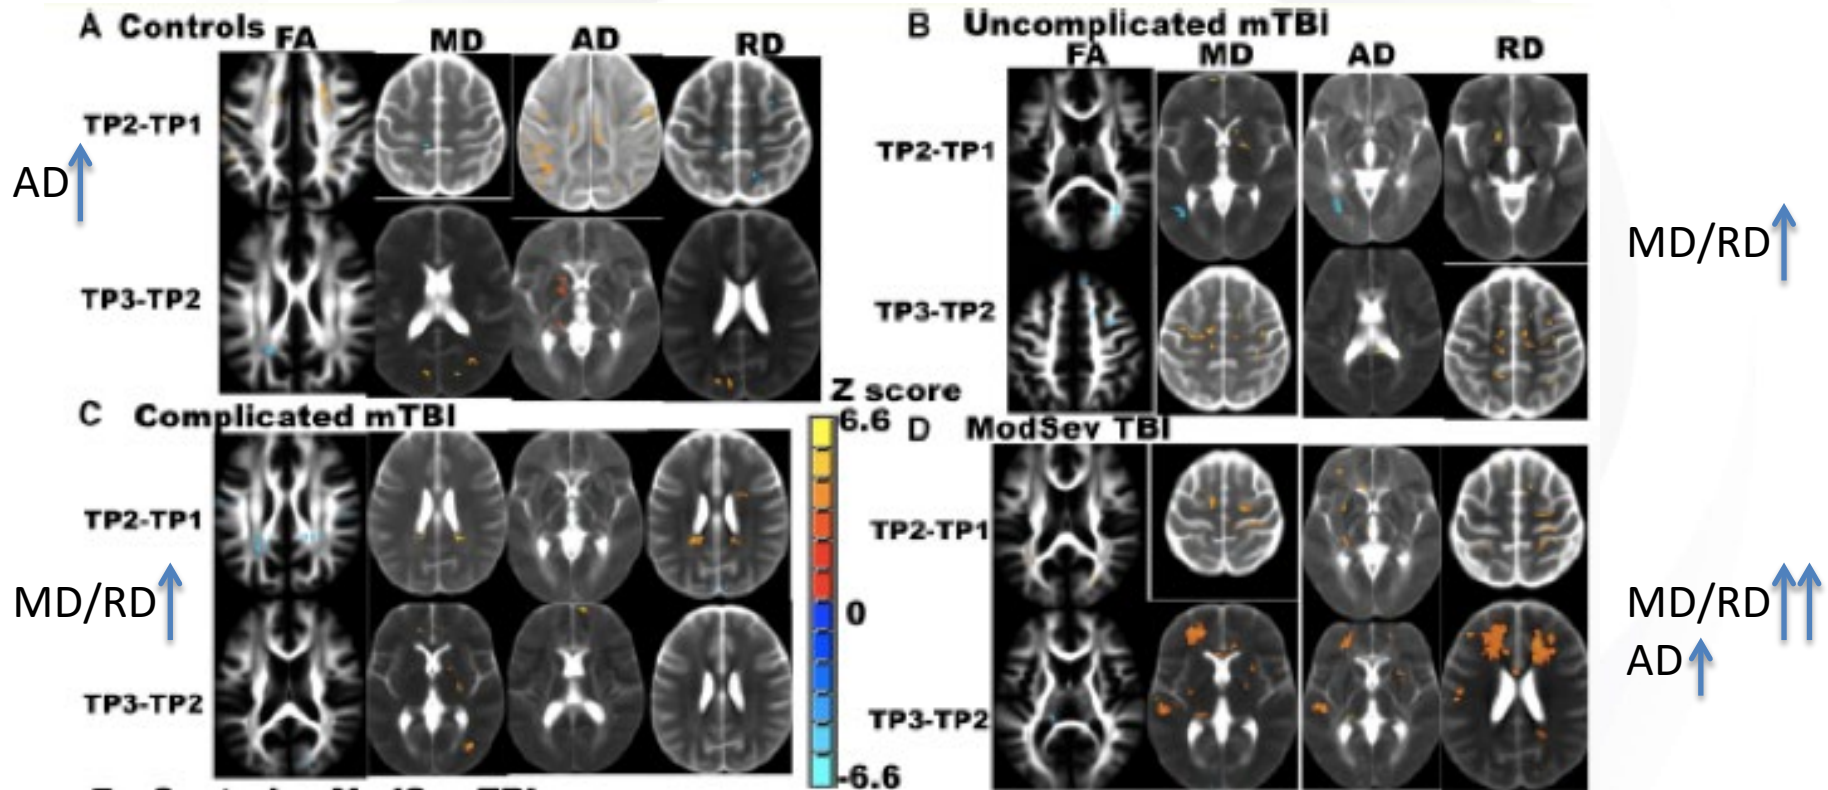 A Controls
FA MD AD RD
TP2-TP1
AD
TP3-TP2
B Uncomplicated mTBI
FA MD AD RD
TP2-TP1
MD/RD
TP3-TP2
Z score
6.6
0
-6.6
C Complicated mTBI
TP2-TP1
MD/RD
TP3-TP2
D ModSev TBI
TP2-TP1
MD/RD
AD
TP3-TP2